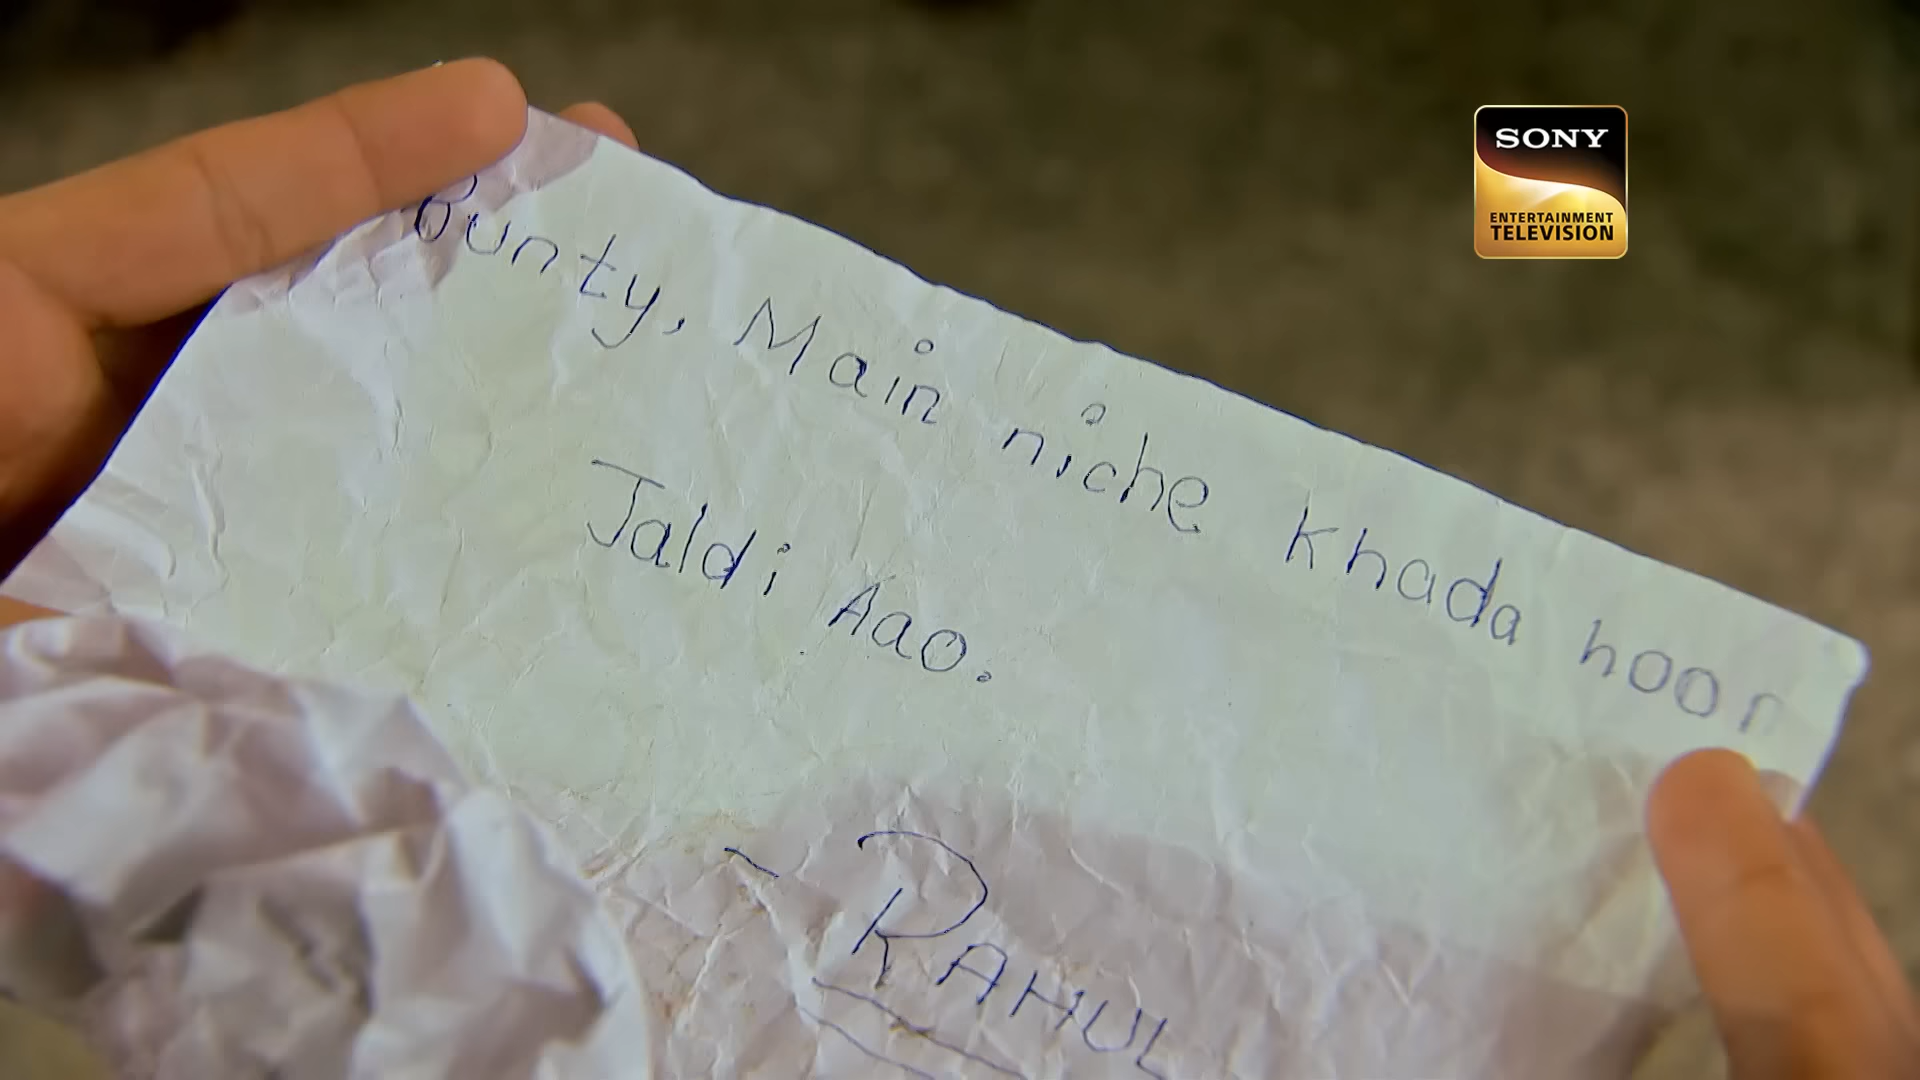 Bunty, Main niche khada hoon
Jaldi Aao.
~ RAHUL
SONY
ENTERTAINMENT
TELEVISION